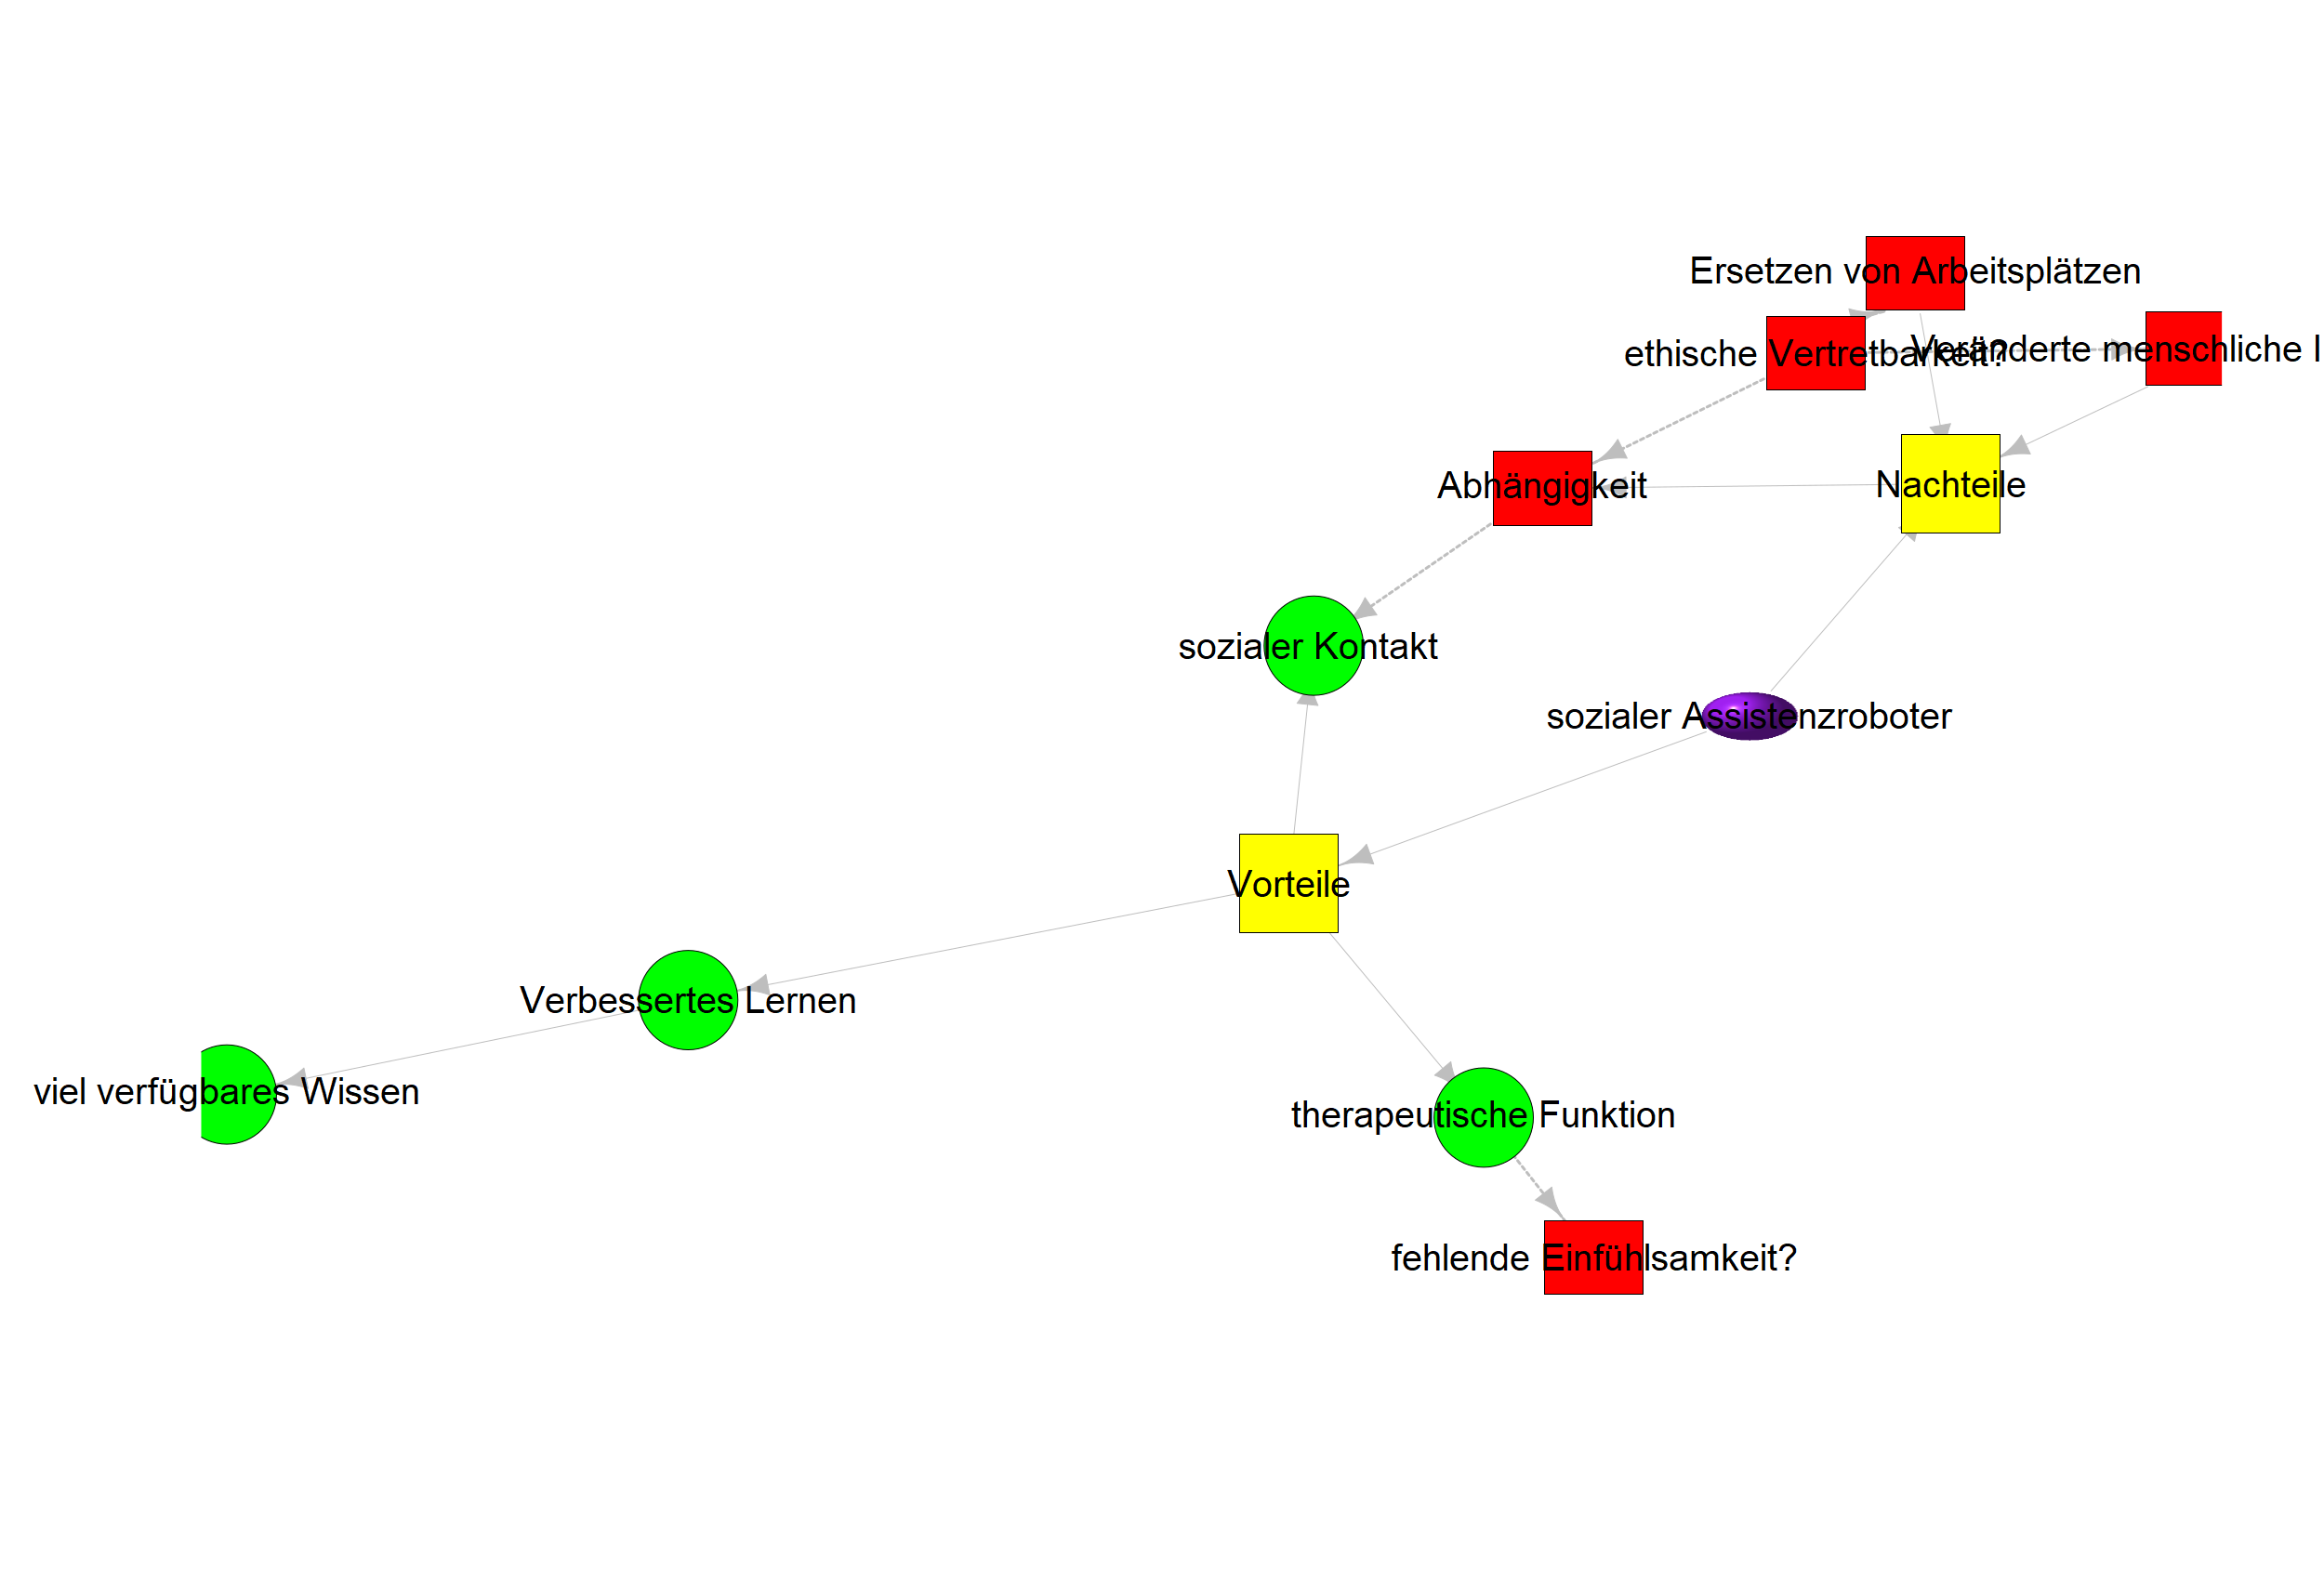 Ersetzen von Arbeitsplätzen
ethische Vertretbarkeit?
Veränderte menschliche
Abhängigkeit
Nachteile
sozialer Kontakt
sozialer Assistenzroboter
Vorteile
Verbessertes Lernen
viel verfügbares Wissen
therapeutische Funktion
fehlende Einfühlsamkeit?